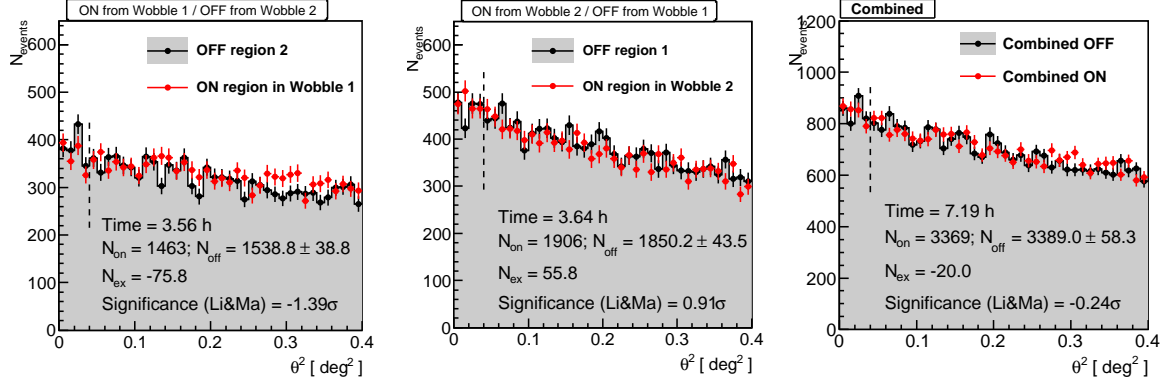 ON from Wobble 1 / OFF from Wobble 2
N_events
600
500
400
300
200
100
0
OFF region 2
ON region in Wobble 1
Time = 3.56 h
N_on = 1463; N_off = 1538.8 ± 38.8
N_ex = -75.8
Significance (Li&Ma) = -1.39σ
0 0.1 0.2 0.3 0.4
θ² [ deg² ]
ON from Wobble 2 / OFF from Wobble 1
N_events
600
500
400
300
200
100
0
OFF region 1
ON region in Wobble 2
Time = 3.64 h
N_on = 1906; N_off = 1850.2 ± 43.5
N_ex = 55.8
Significance (Li&Ma) = 0.91σ
0 0.1 0.2 0.3 0.4
θ² [ deg² ]
Combined
N_events
1200
1000
800
600
400
200
0
Combined OFF
Combined ON
Time = 7.19 h
N_on = 3369; N_off = 3389.0 ± 58.3
N_ex = -20.0
Significance (Li&Ma) = -0.24σ
0 0.1 0.2 0.3 0.4
θ² [ deg² ]